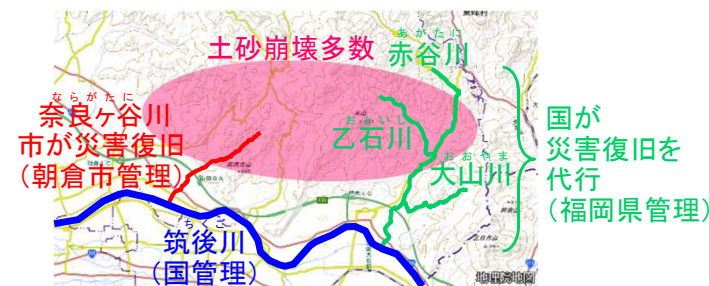 土砂崩壊多数
あかたに
赤谷川
ならがたに
奈良ヶ谷川
市が災害復旧
(朝倉市管理)
おといし
乙石川
おおやま
大山川
国が
災害復旧を
代行
(福岡県管理)
ちくご
筑後川
(国管理)
地理院地図